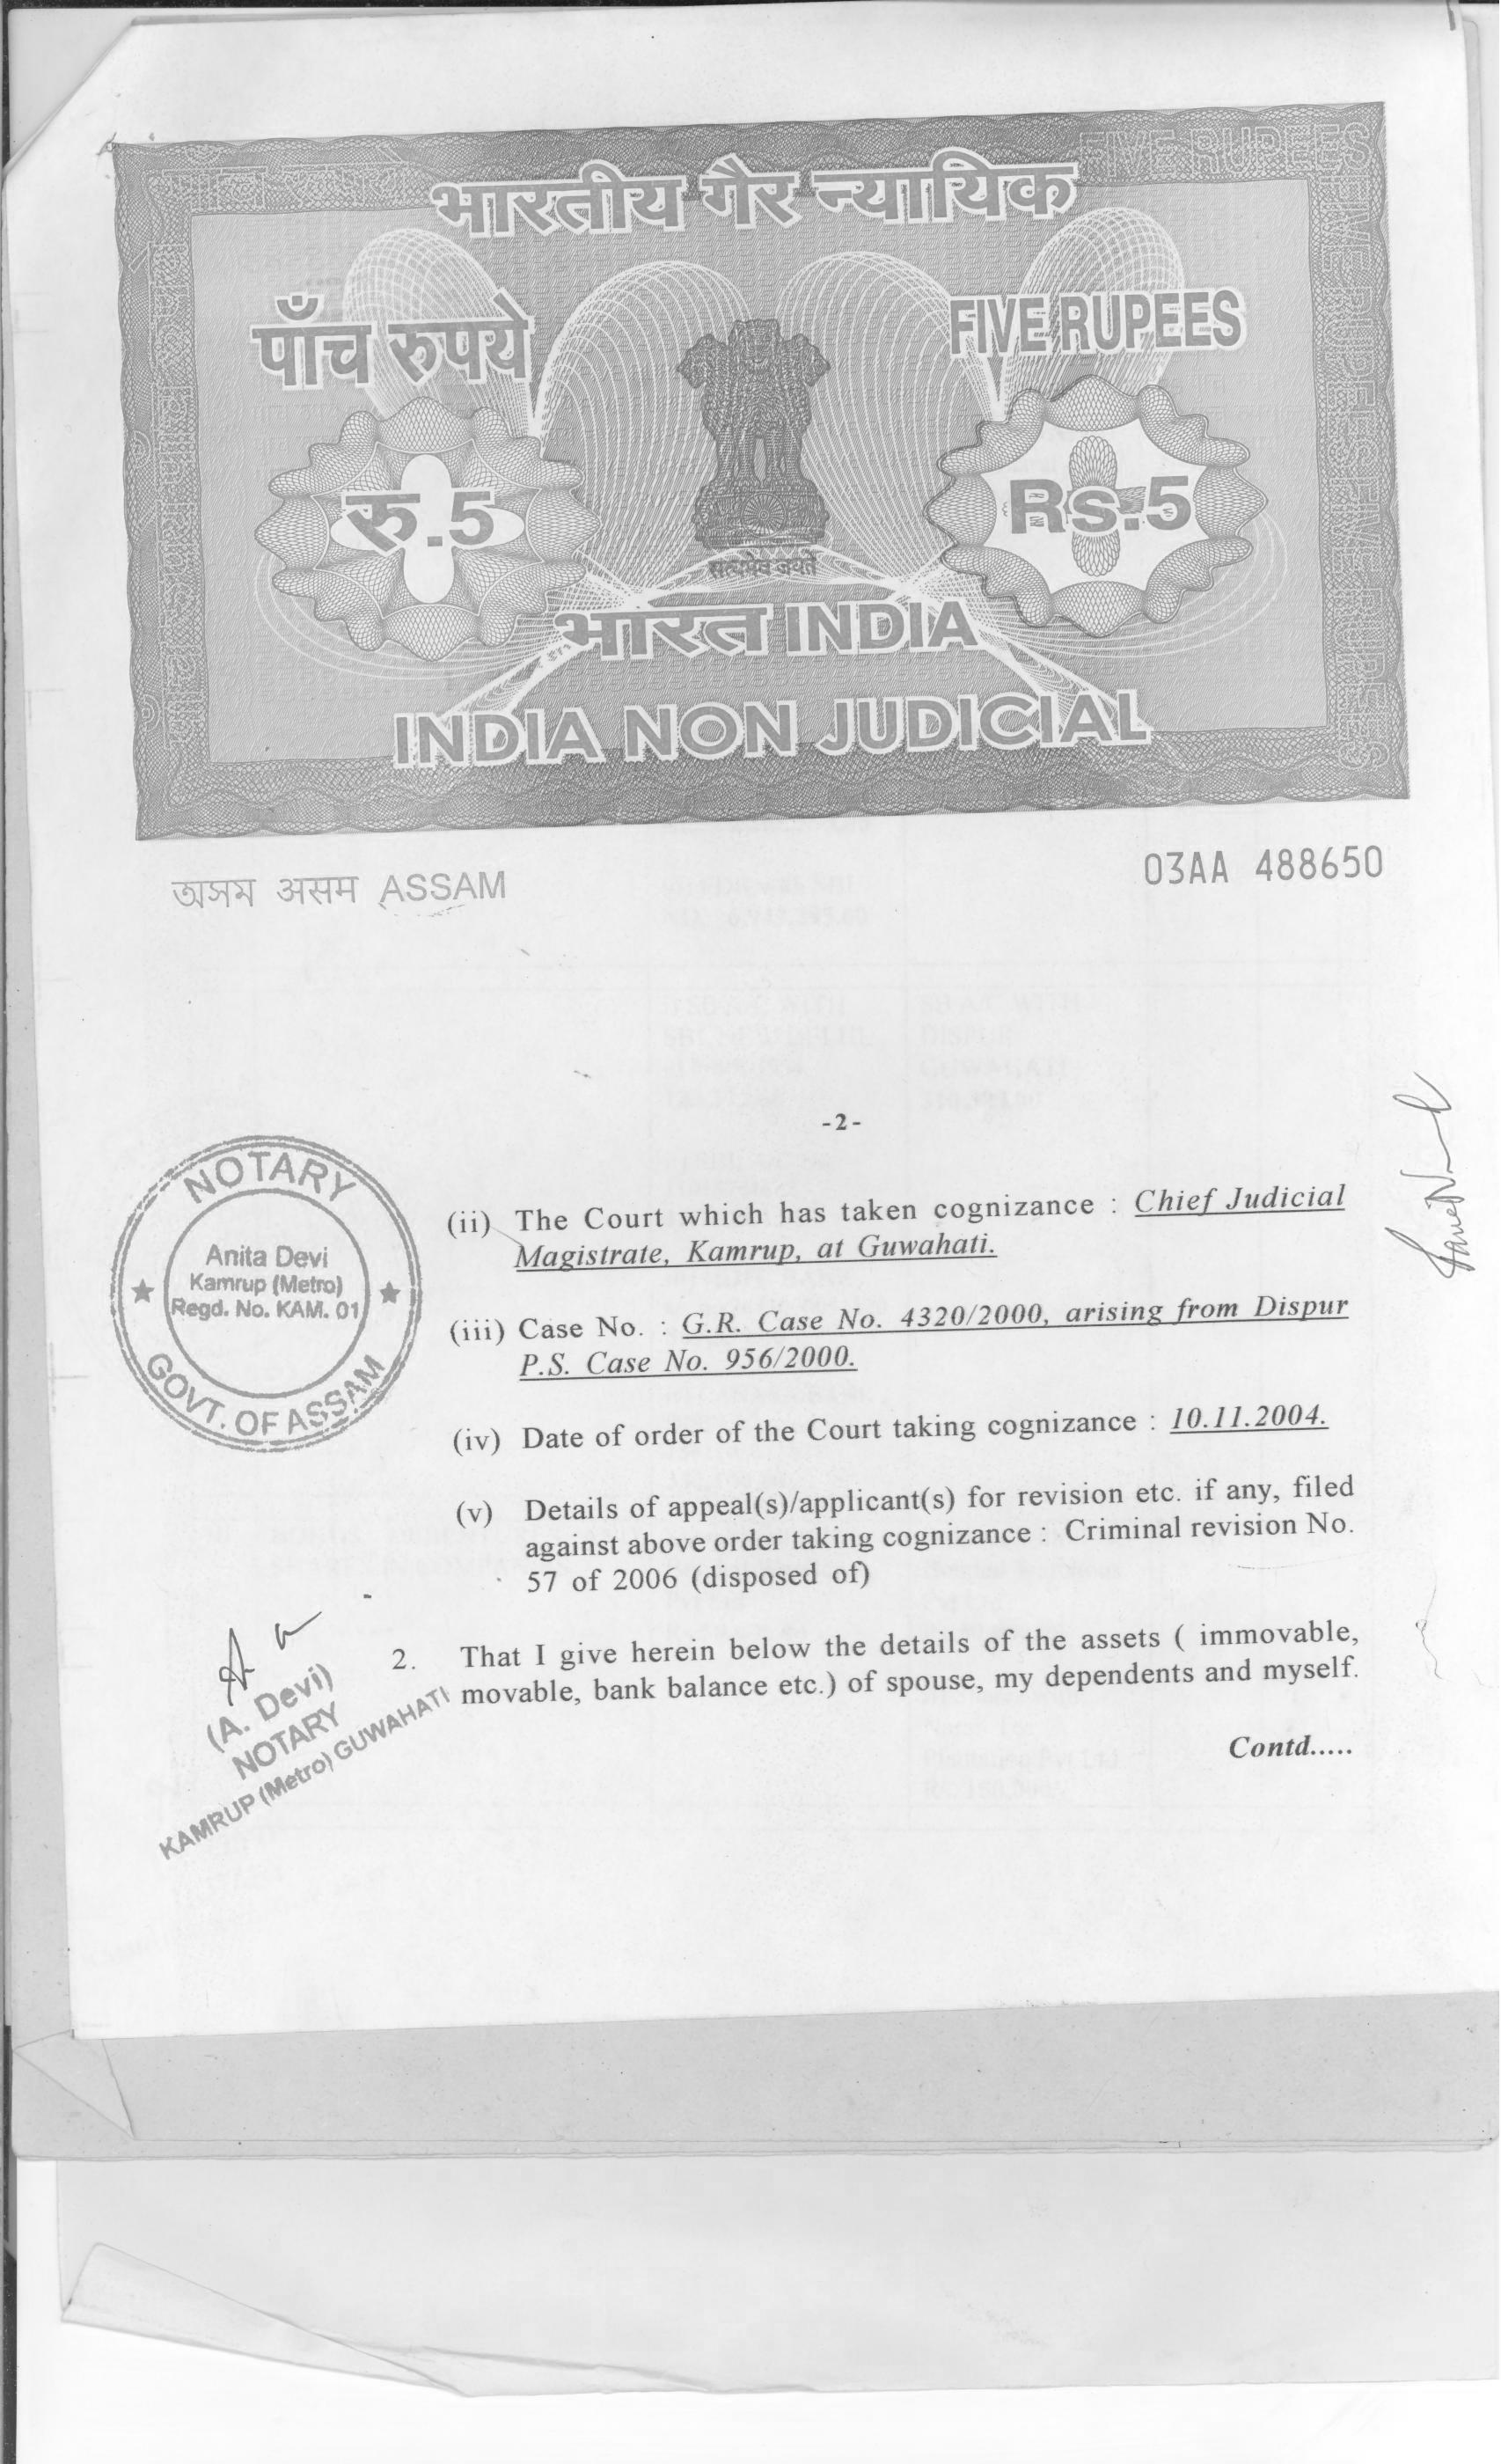 भारतीय गैर न्यायिक
पाँच रुपये
FIVE RUPEES
रु.5
Rs.5
सत्यमेव जयते
भारत INDIA
INDIA NON JUDICIAL
অসম असम ASSAM
03AA 488650
-2-
NOTARY
Anita Devi
Kamrup (Metro)
Regd. No. KAM. 01
GOVT. OF ASSAM
(ii) The Court which has taken cognizance : Chief Judicial
Magistrate, Kamrup, at Guwahati.
(iii) Case No. : G.R. Case No. 4320/2000, arising from Dispur
P.S. Case No. 956/2000.
(iv) Date of order of the Court taking cognizance : 10.11.2004.
(v) Details of appeal(s)/applicant(s) for revision etc. if any, filed
against above order taking cognizance : Criminal revision No.
57 of 2006 (disposed of)
2. That I give herein below the details of the assets ( immovable,
movable, bank balance etc.) of spouse, my dependents and myself.
(A. Devi)
NOTARY
KAMRUP (Metro) GUWAHATI
Contd.....